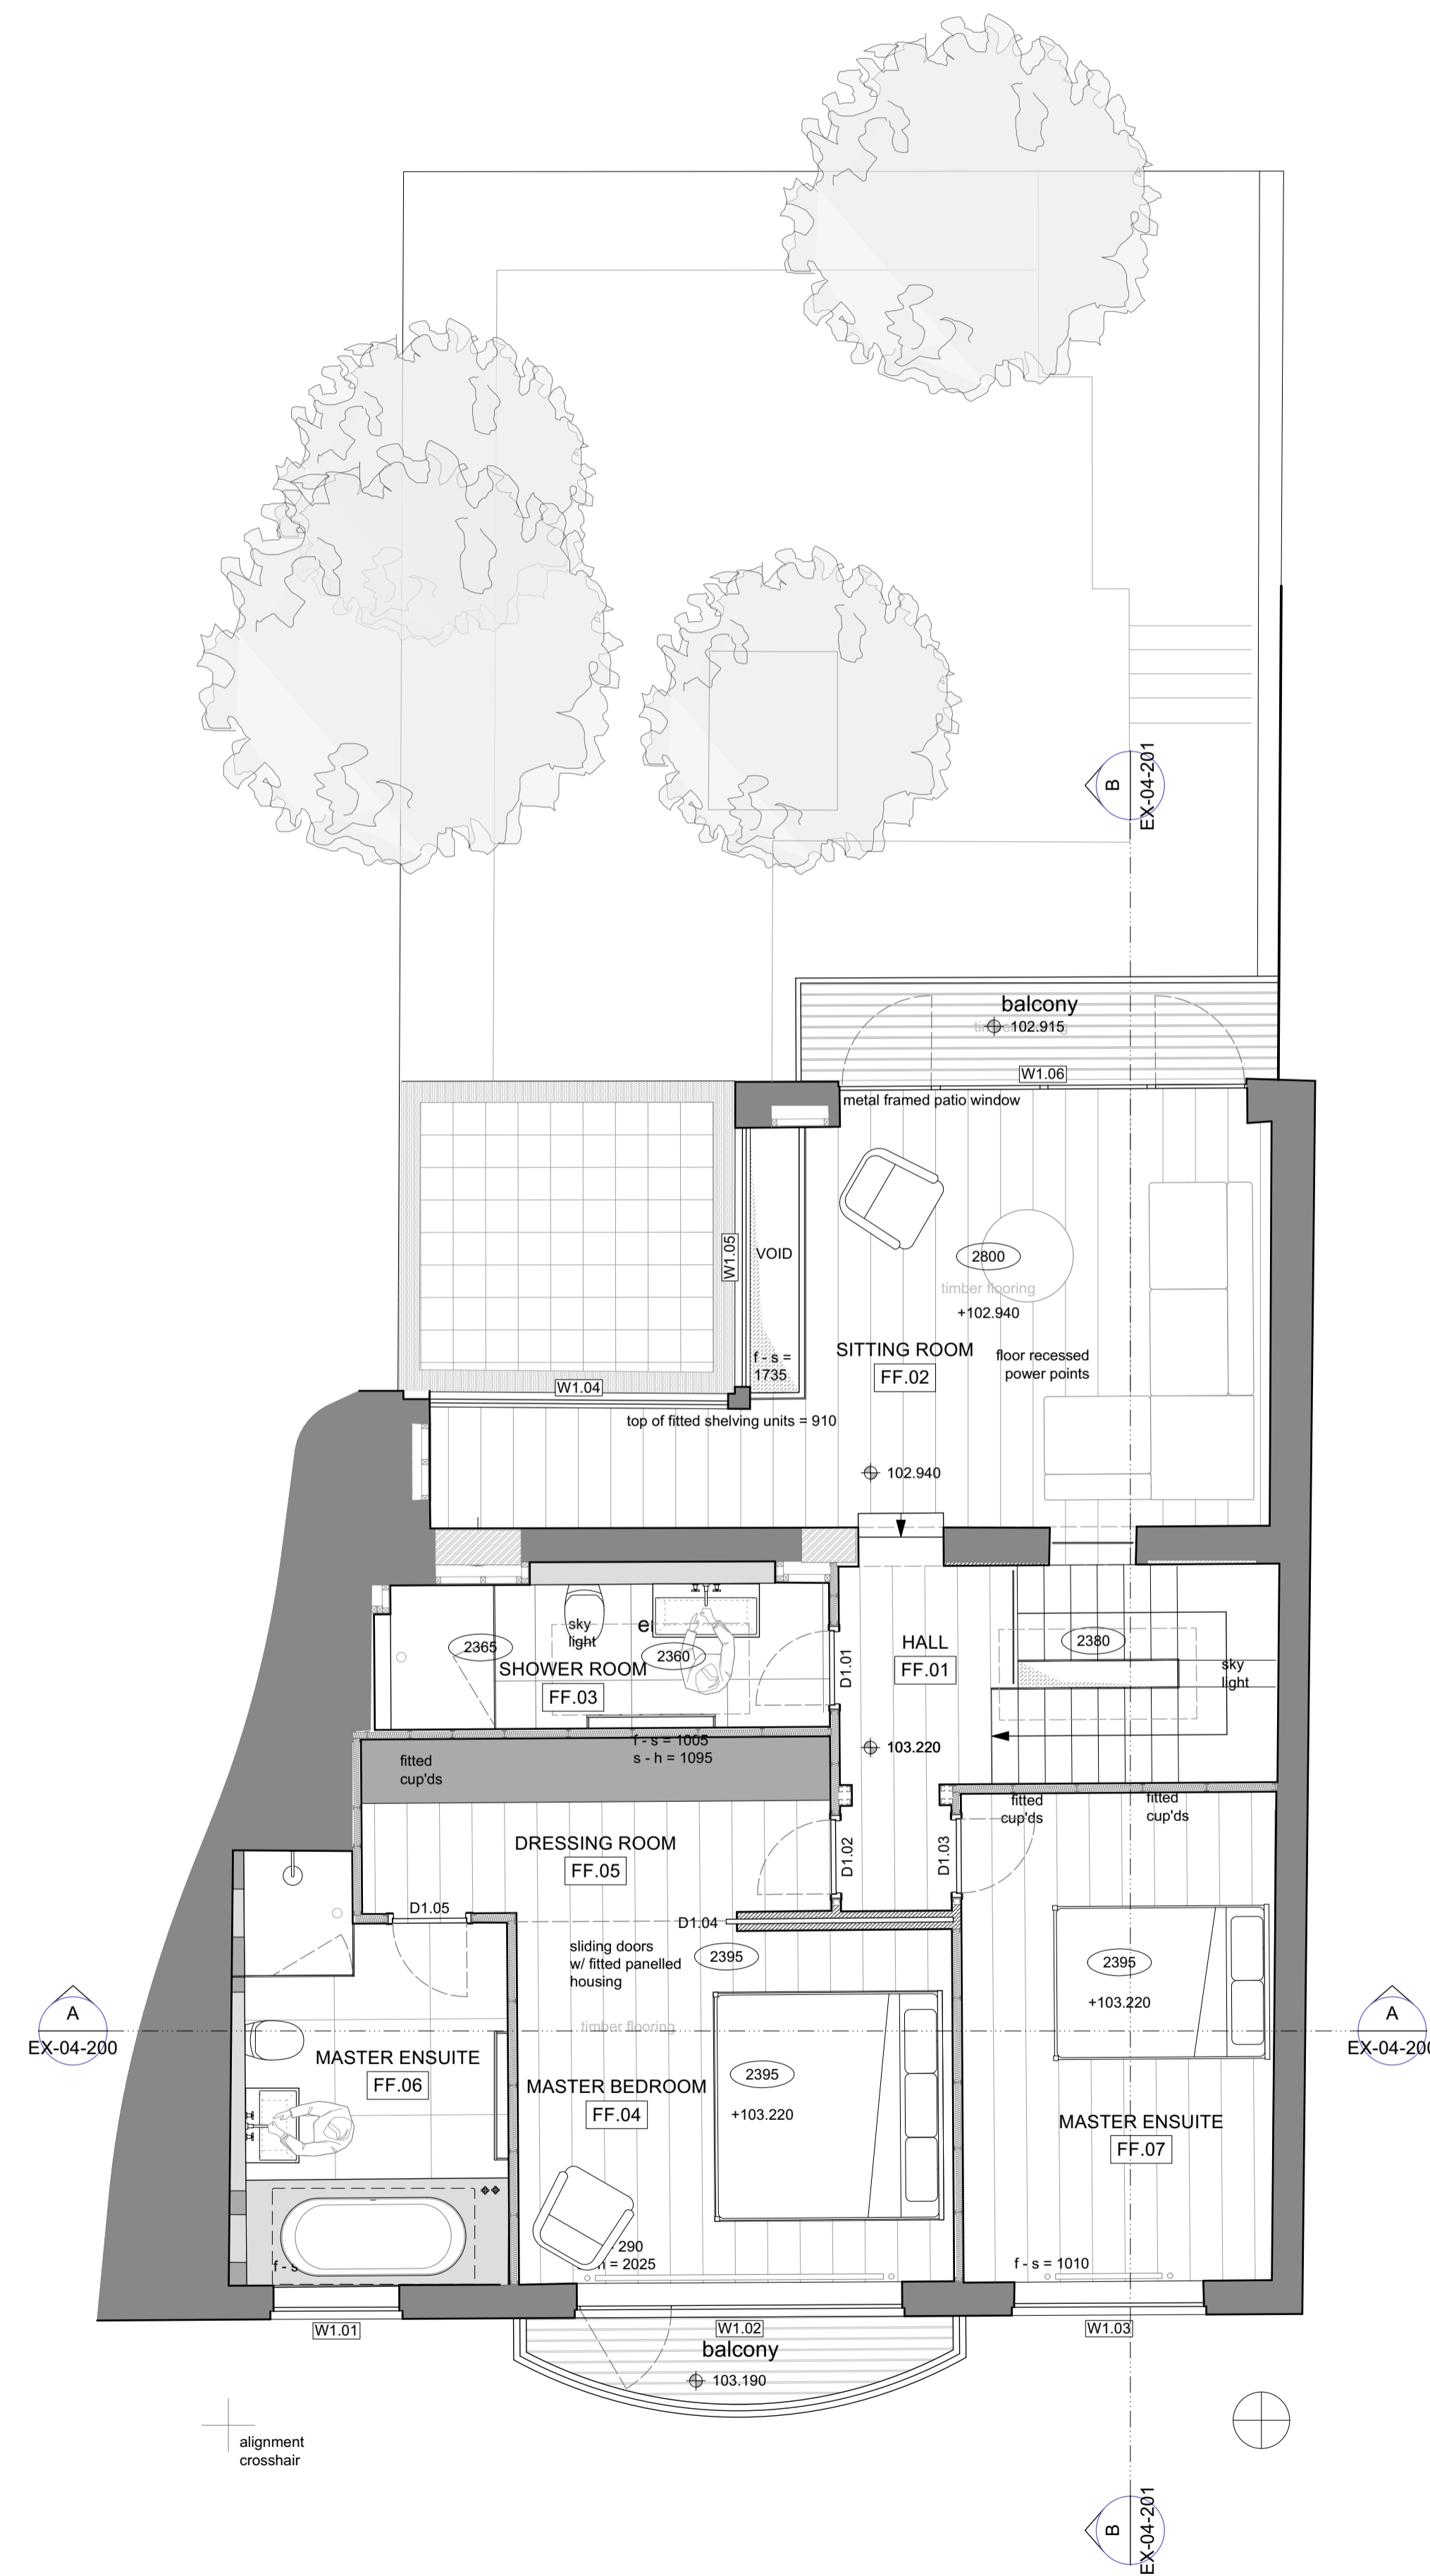 B
EX-04-201
balcony
102.915
W1.06
metal framed patio window
W1.05
VOID
2800
timber flooring
+102.940
f - s =
1735
SITTING ROOM
FF.02
floor recessed
power points
W1.04
top of fitted shelving units = 910
102.940
sky
light
2365
2360
SHOWER ROOM
FF.03
D1.01
HALL
FF.01
2380
sky
light
f - s = 1005
s - h = 1095
103.220
fitted
cup'ds
fitted
cup'ds
fitted
cup'ds
DRESSING ROOM
FF.05
D1.02
D1.03
D1.05
D1.04
sliding doors
w/ fitted panelled
housing
2395
2395
+103.220
timber flooring
A
EX-04-200
A
EX-04-200
MASTER ENSUITE
FF.06
2395
MASTER BEDROOM
FF.04
+103.220
MASTER ENSUITE
FF.07
290
h = 2025
f - s
f - s = 1010
W1.01
W1.02
W1.03
balcony
103.190
alignment
crosshair
B
EX-04-201